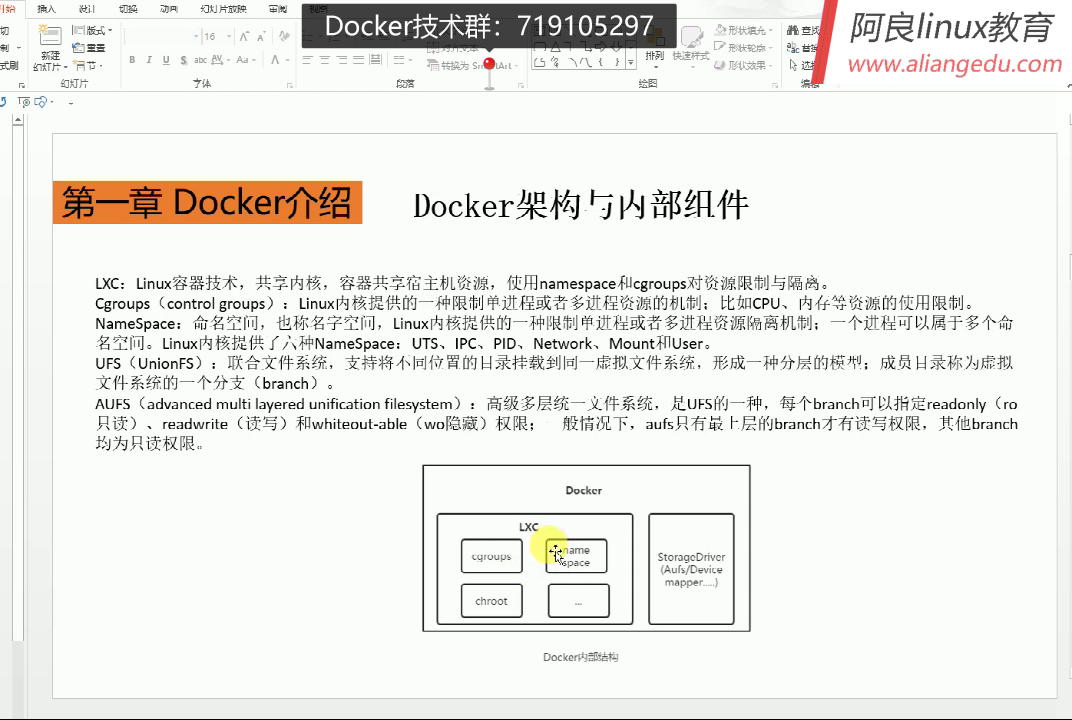 插入 设计 切换 动画 幻灯片放映 审阅
Docker技术群：719105297
阿良linux教育
www.aliangedu.com
版式
重置
节
新建
幻灯片
16
B I U S abc AV Aa A
幻灯片
字体
段落
绘图
排列
快速样式
形状填充
形状轮廓
形状效果
第一章 Docker介绍
Docker架构与内部组件
LXC：Linux容器技术，共享内核，容器共享宿主机资源，使用namespace和cgroups对资源限制与隔离。
Cgroups（control groups）：Linux内核提供的一种限制单进程或者多进程资源的机制；比如CPU、内存等资源的使用限制。
NameSpace：命名空间，也称名字空间，Linux内核提供的一种限制单进程或者多进程资源隔离机制；一个进程可以属于多个命
名空间。Linux内核提供了六种NameSpace：UTS、IPC、PID、Network、Mount和User。
UFS（UnionFS）：联合文件系统，支持将不同位置的目录挂载到同一虚拟文件系统，形成一种分层的模型；成员目录称为虚拟
文件系统的一个分支（branch）。
AUFS（advanced multi layered unification filesystem）：高级多层统一文件系统，是UFS的一种，每个branch可以指定readonly（ro
只读）、readwrite（读写）和whiteout-able（wo隐藏）权限；一般情况下，aufs只有最上层的branch才有读写权限，其他branch
均为只读权限。
Docker
LXC
cgroups
name
space
chroot
...
StorageDriver
(Aufs/Device
mapper.....)
Docker内部结构